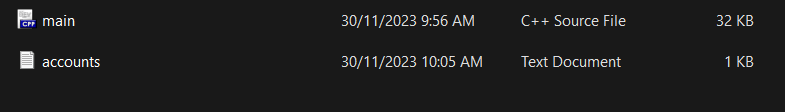 CPP main 30/11/2023 9:56 AM C++ Source File 32 KB
accounts 30/11/2023 10:05 AM Text Document 1 KB